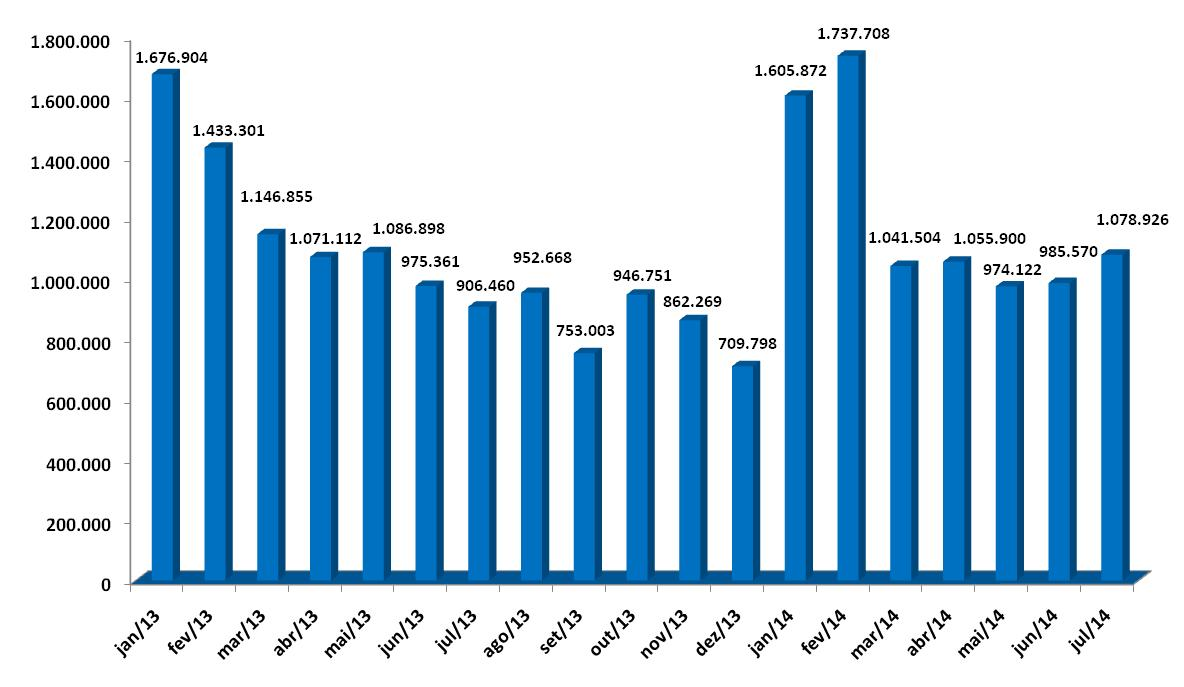 1.800.000
1.600.000
1.400.000
1.200.000
1.000.000
800.000
600.000
400.000
200.000
0
1.676.904
1.433.301
1.146.855
1.071.112
1.086.898
975.361
906.460
952.668
753.003
946.751
862.269
709.798
1.605.872
1.737.708
1.041.504
1.055.900
974.122
985.570
1.078.926
jan/13
fev/13
mar/13
abr/13
mai/13
jun/13
jul/13
ago/13
set/13
out/13
nov/13
dez/13
jan/14
fev/14
mar/14
abr/14
mai/14
jun/14
jul/14